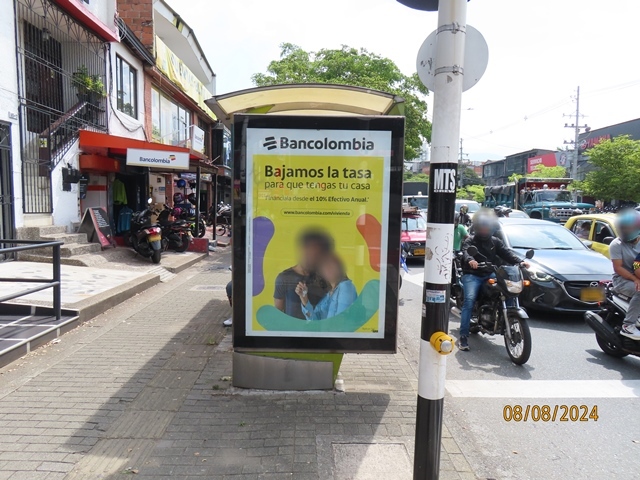 Bancolombia
Bajamos la tasa
para que tengas tu casa
desde el 10% Efectivo Anual.
www.bancolombia.com/vivienda
Bancolombia
MTS
08/08/2024